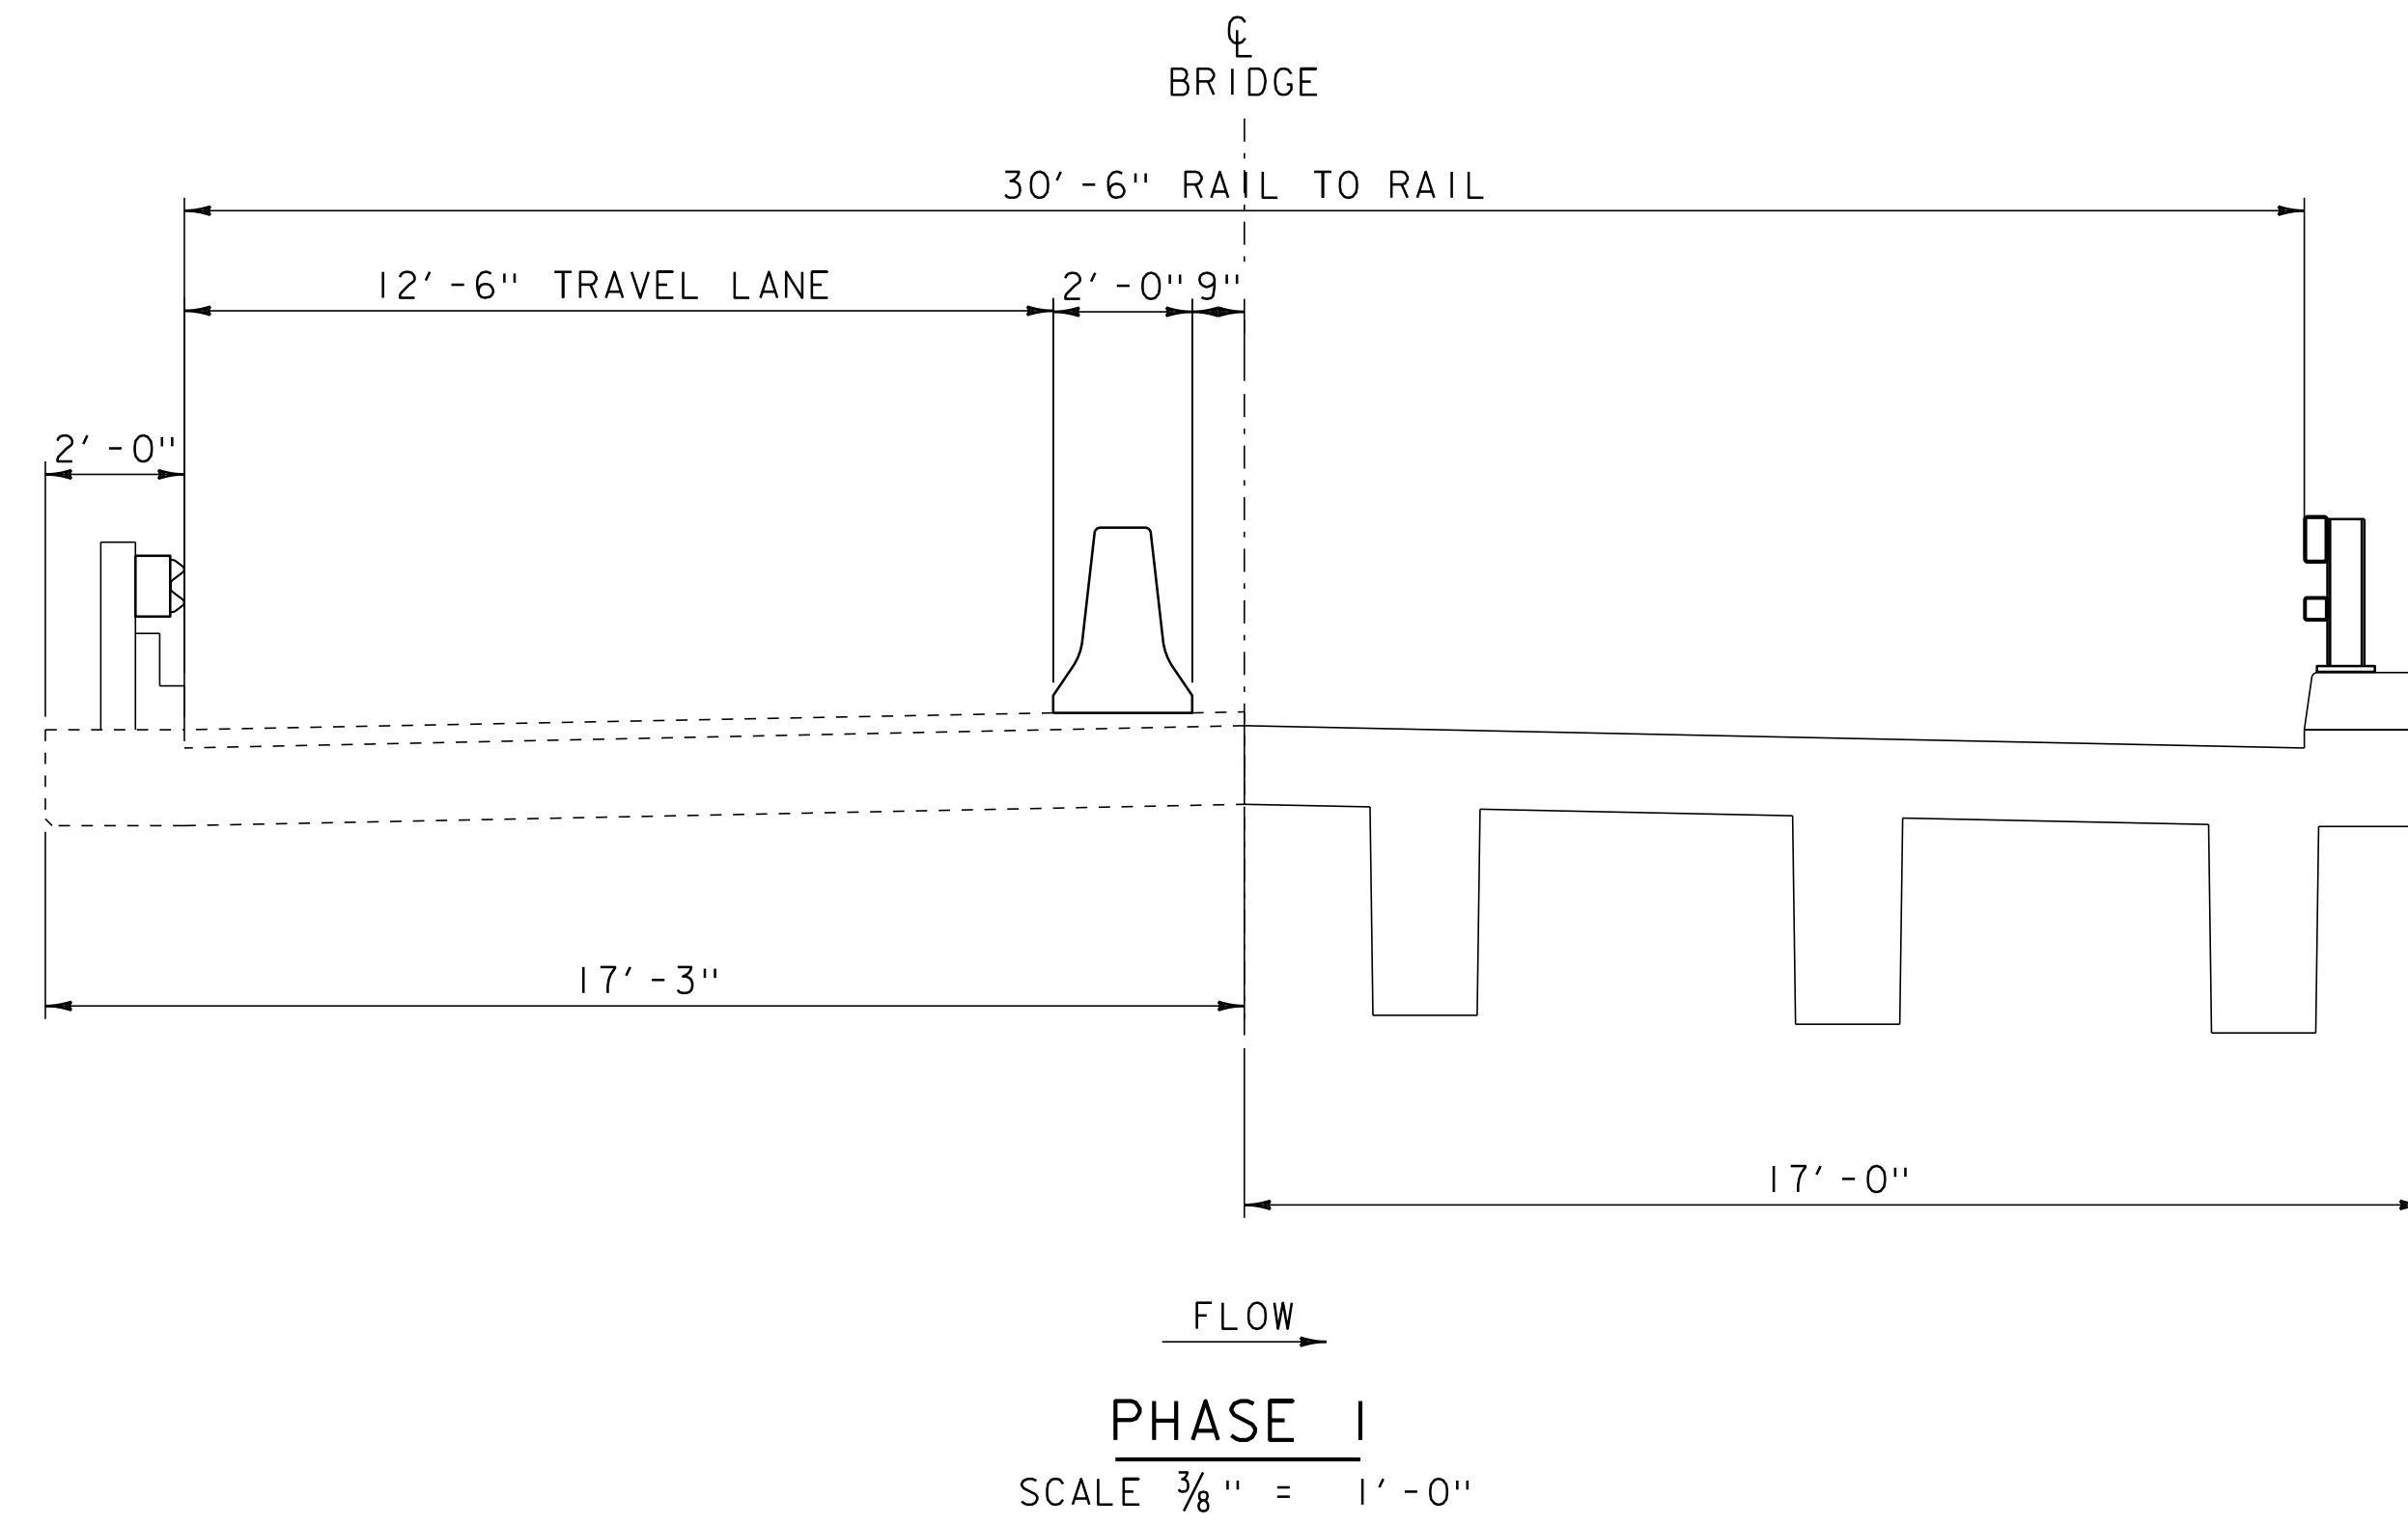 ℄
BRIDGE
30'-6" RAIL TO RAIL
12'-6" TRAVEL LANE
2'-0"
9"
2'-0"
17'-3"
17'-0"
FLOW
PHASE 1
SCALE 3/8" = 1'-0"